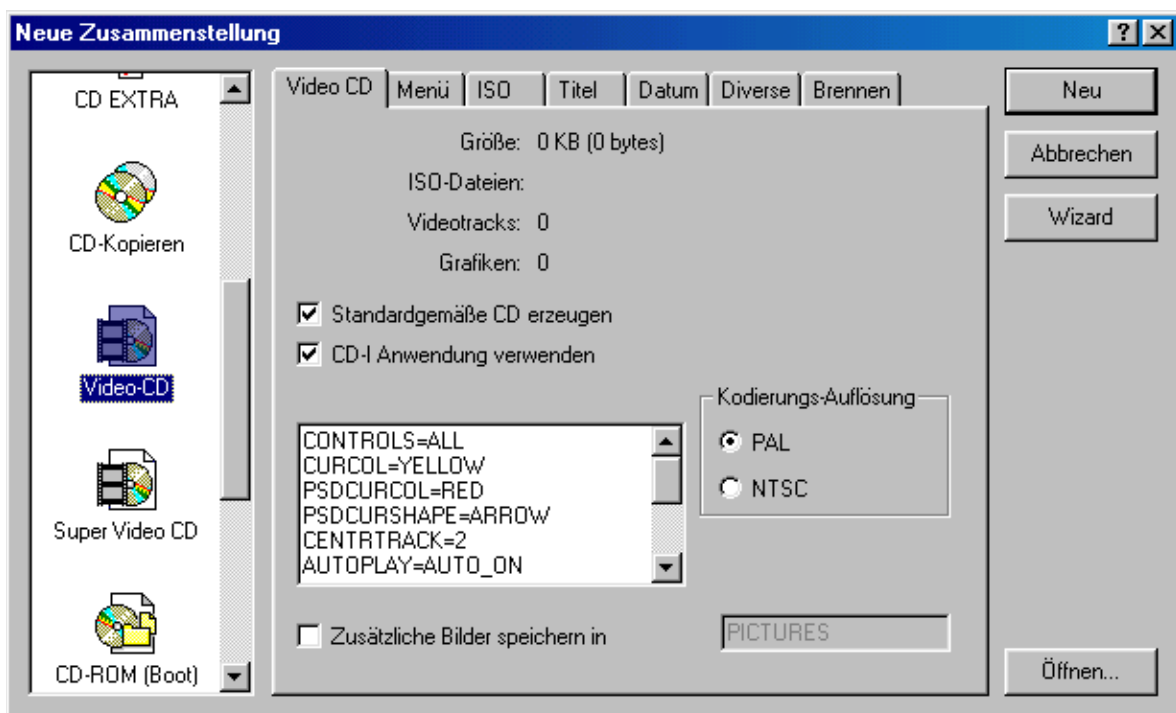 Neue Zusammenstellung
CD EXTRA
CD-Kopieren
Video-CD
Super Video CD
CD-ROM (Boot)
Video CD Menü ISO Titel Datum Diverse Brennen
Größe: 0 KB (0 bytes)
ISO-Dateien:
Videotracks: 0
Grafiken: 0
Standardgemäße CD erzeugen
CD-I Anwendung verwenden
CONTROLS=ALL
CURCOL=YELLOW
PSDCURCOL=RED
PSDCURSHAPE=ARROW
CENTRTRACK=2
AUTOPLAY=AUTO_ON
Kodierungs-Auflösung
PAL
NTSC
Zusätzliche Bilder speichern in
PICTURES
Neu
Abbrechen
Wizard
Öffnen...